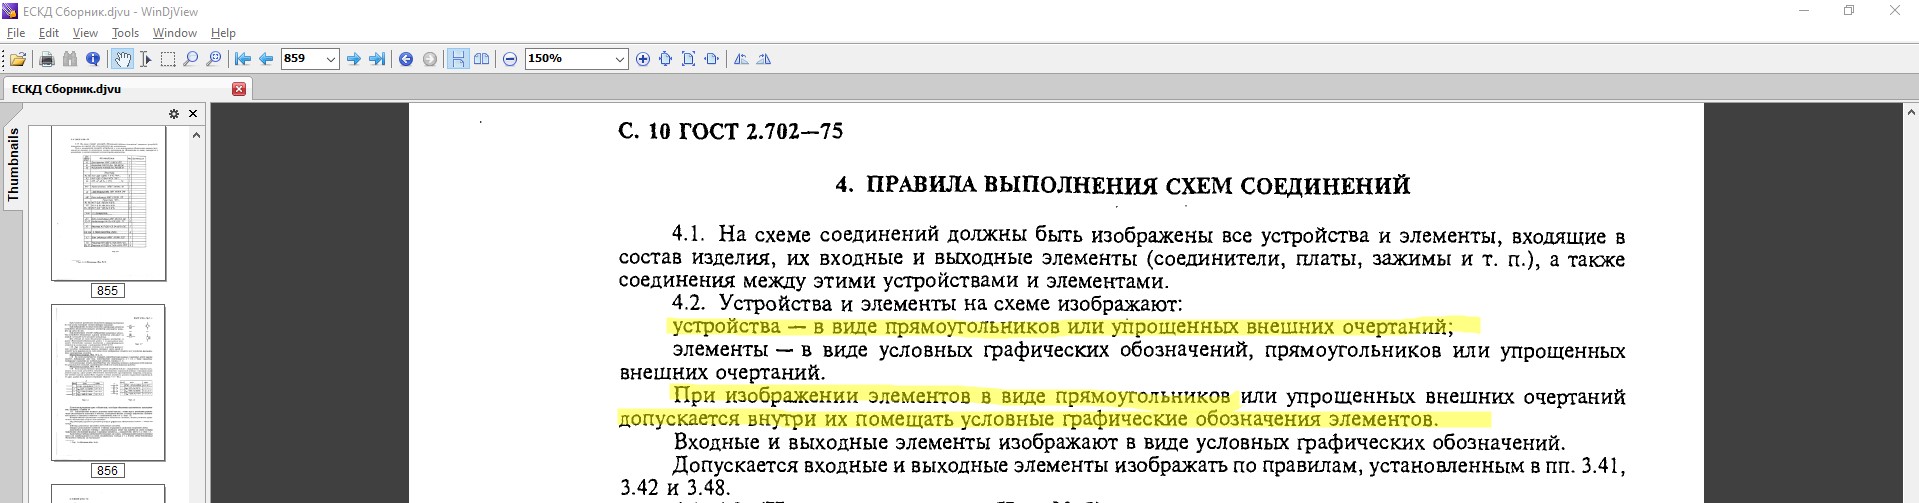 ЕСКД Сборник.djvu - WinDjView
File Edit View Tools Window Help
859 150%
ЕСКД Сборник.djvu
Thumbnails
855
856
С. 10 ГОСТ 2.702—75
4. ПРАВИЛА ВЫПОЛНЕНИЯ СХЕМ СОЕДИНЕНИЙ
4.1. На схеме соединений должны быть изображены все устройства и элементы, входящие в
состав изделия, их входные и выходные элементы (соединители, платы, зажимы и т. п.), а также
соединения между этими устройствами и элементами.
4.2. Устройства и элементы на схеме изображают:
устройства — в виде прямоугольников или упрощенных внешних очертаний;
элементы — в виде условных графических обозначений, прямоугольников или упрощенных
внешних очертаний.
При изображении элементов в виде прямоугольников или упрощенных внешних очертаний
допускается внутри их помещать условные графические обозначения элементов.
Входные и выходные элементы изображают в виде условных графических обозначений.
Допускается входные и выходные элементы изображать по правилам, установленным в пп. 3.41,
3.42 и 3.48.